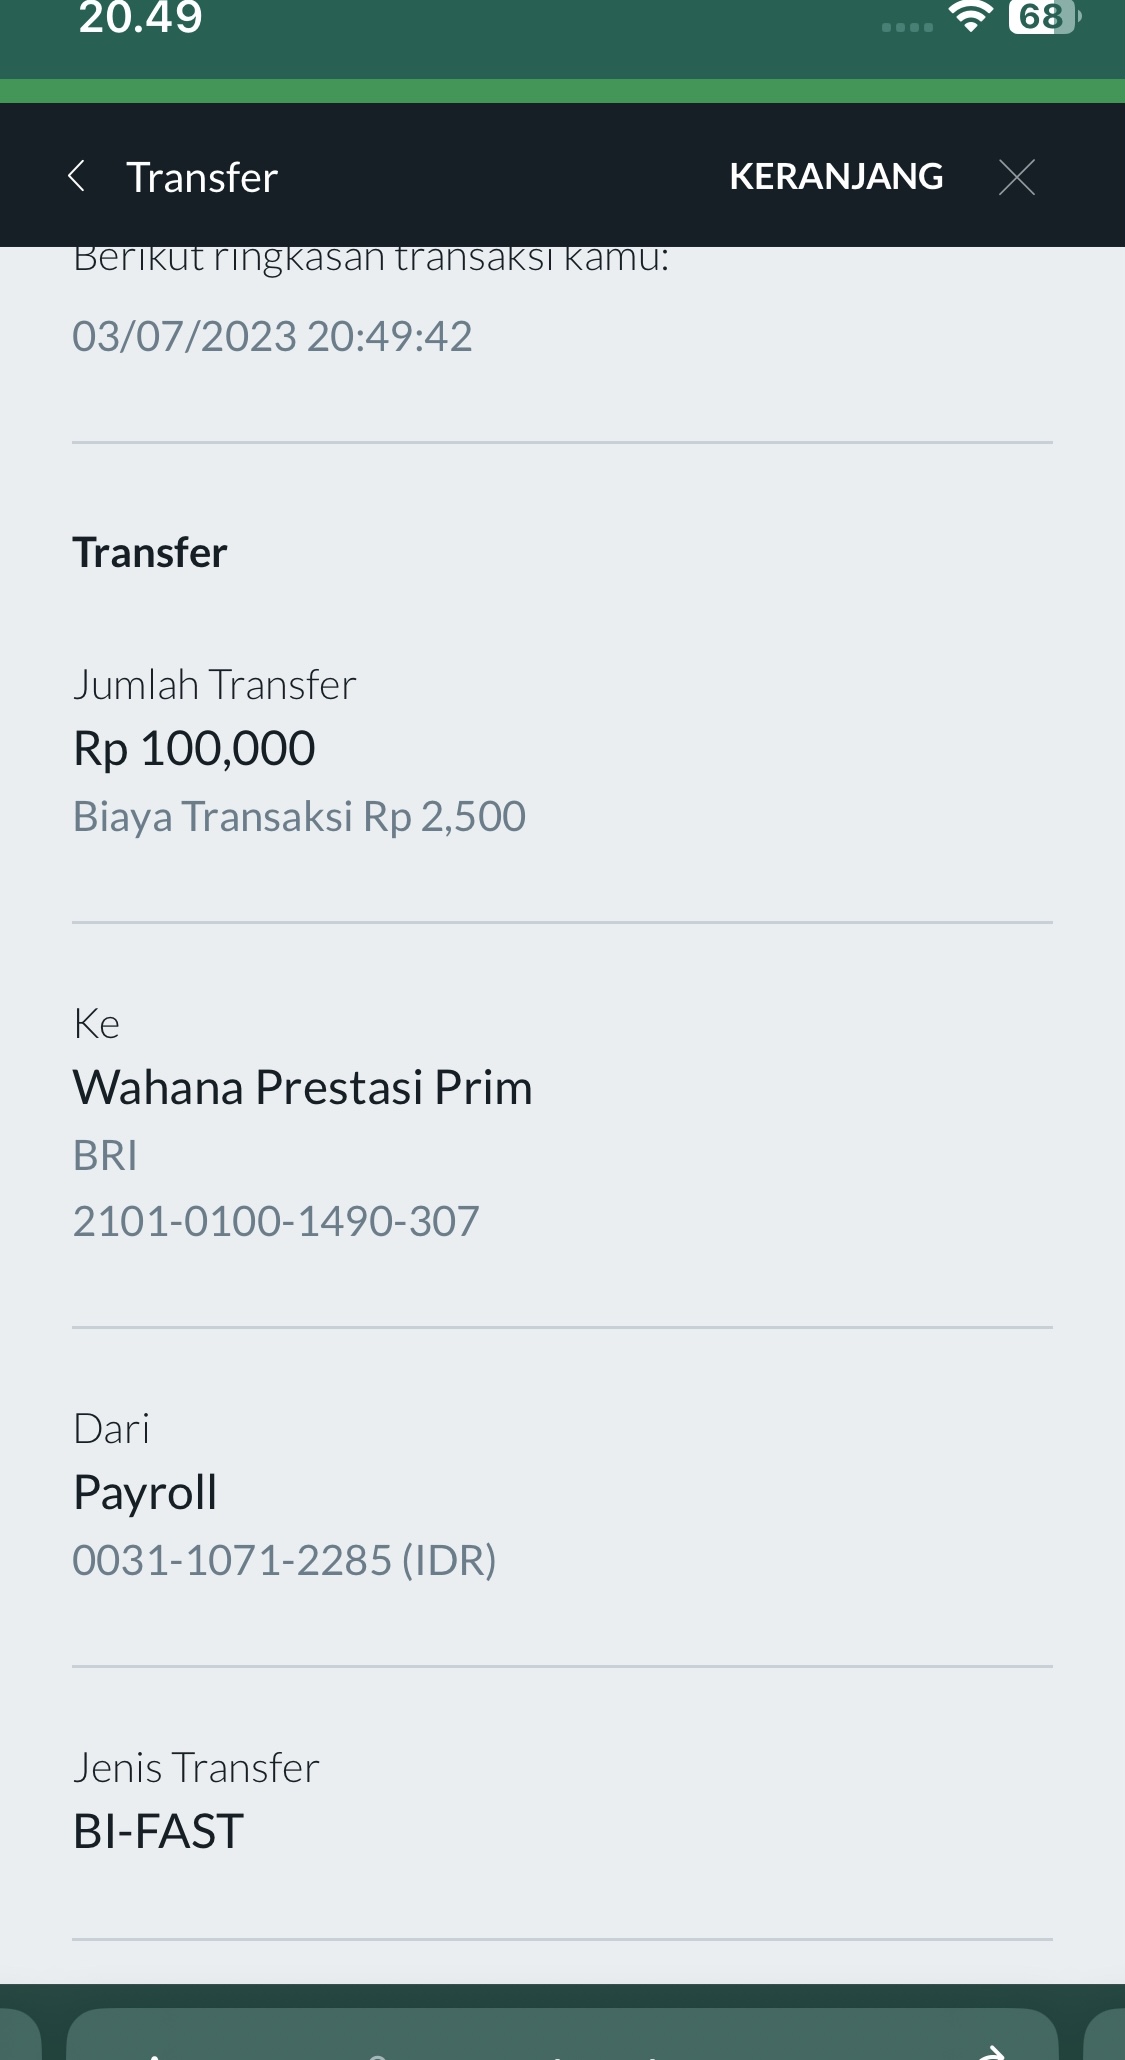 20.49
68
Transfer
KERANJANG
Berikut ringkasan transaksi kamu:
03/07/2023 20:49:42
Transfer
Jumlah Transfer
Rp 100,000
Biaya Transaksi Rp 2,500
Ke
Wahana Prestasi Prim
BRI
2101-0100-1490-307
Dari
Payroll
0031-1071-2285 (IDR)
Jenis Transfer
BI-FAST